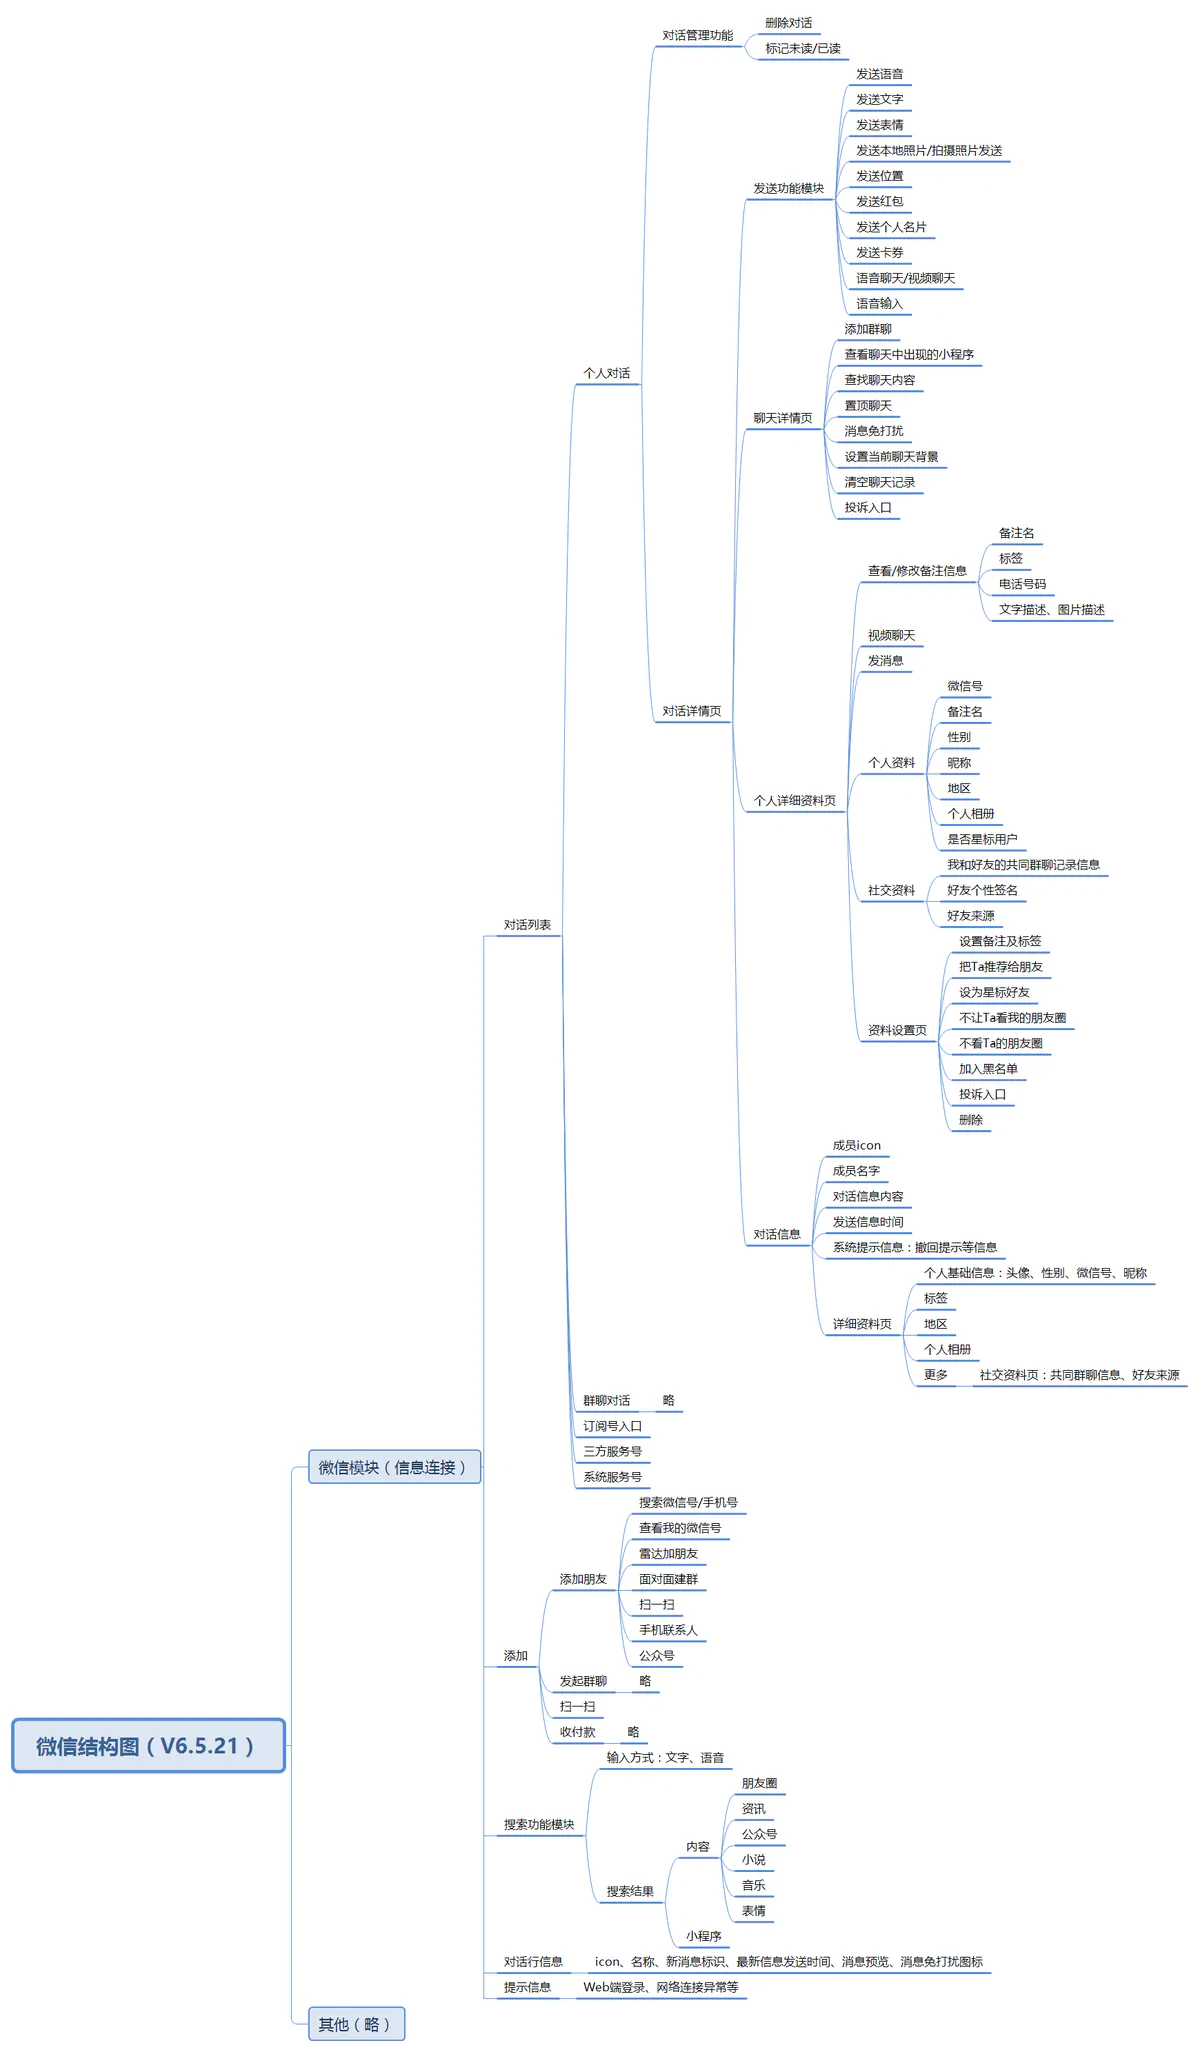 微信结构图（V6.5.21）
微信模块（信息连接）
对话列表
个人对话
对话管理功能
删除对话
标记未读/已读
对话详情页
发送功能模块
发送语音
发送文字
发送表情
发送本地照片/拍摄照片发送
发送位置
发送红包
发送个人名片
发送卡券
语音聊天/视频聊天
语音输入
聊天详情页
添加群聊
查看聊天中出现的小程序
查找聊天内容
置顶聊天
消息免打扰
设置当前聊天背景
清空聊天记录
投诉入口
个人详细资料页
查看/修改备注信息
备注名
标签
电话号码
文字描述、图片描述
视频聊天
发消息
个人资料
微信号
备注名
性别
昵称
地区
个人相册
是否星标用户
社交资料
我和好友的共同群聊记录信息
好友个性签名
好友来源
资料设置页
设置备注及标签
把Ta推荐给朋友
设为星标好友
不让Ta看我的朋友圈
不看Ta的朋友圈
加入黑名单
投诉入口
删除
对话信息
成员icon
成员名字
对话信息内容
发送信息时间
系统提示信息：撤回提示等信息
详细资料页
个人基础信息：头像、性别、微信号、昵称
标签
地区
个人相册
更多
社交资料页：共同群聊信息、好友来源
群聊对话
略
订阅号入口
三方服务号
系统服务号
添加
添加朋友
搜索微信号/手机号
查看我的微信号
雷达加朋友
面对面建群
扫一扫
手机联系人
公众号
发起群聊
略
扫一扫
收付款
略
搜索功能模块
输入方式：文字、语音
搜索结果
内容
朋友圈
资讯
公众号
小说
音乐
表情
小程序
对话行信息
icon、名称、新消息标识、最新信息发送时间、消息预览、消息免打扰图标
提示信息
Web端登录、网络连接异常等
其他（略）